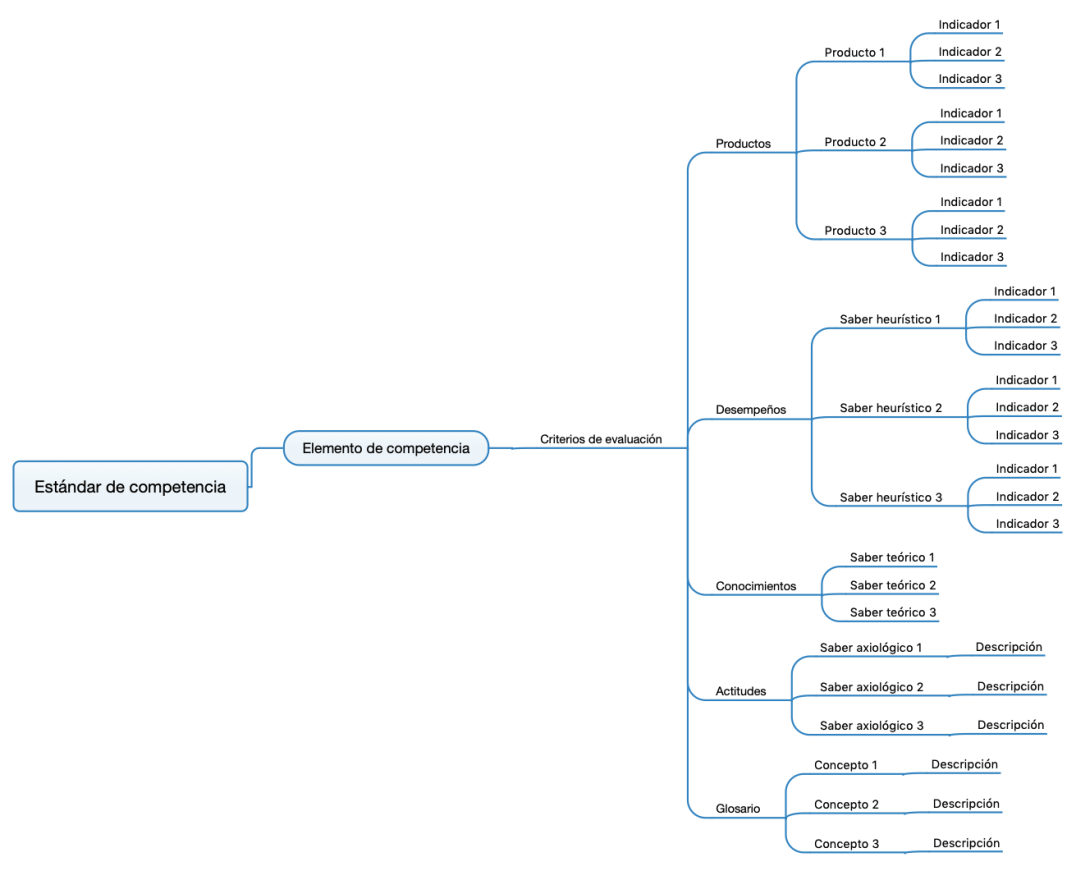 Estándar de competencia
Elemento de competencia
Criterios de evaluación
Productos
Producto 1
Indicador 1
Indicador 2
Indicador 3
Producto 2
Indicador 1
Indicador 2
Indicador 3
Producto 3
Indicador 1
Indicador 2
Indicador 3
Desempeños
Saber heurístico 1
Indicador 1
Indicador 2
Indicador 3
Saber heurístico 2
Indicador 1
Indicador 2
Indicador 3
Saber heurístico 3
Indicador 1
Indicador 2
Indicador 3
Conocimientos
Saber teórico 1
Saber teórico 2
Saber teórico 3
Actitudes
Saber axiológico 1
Descripción
Saber axiológico 2
Descripción
Saber axiológico 3
Descripción
Glosario
Concepto 1
Descripción
Concepto 2
Descripción
Concepto 3
Descripción